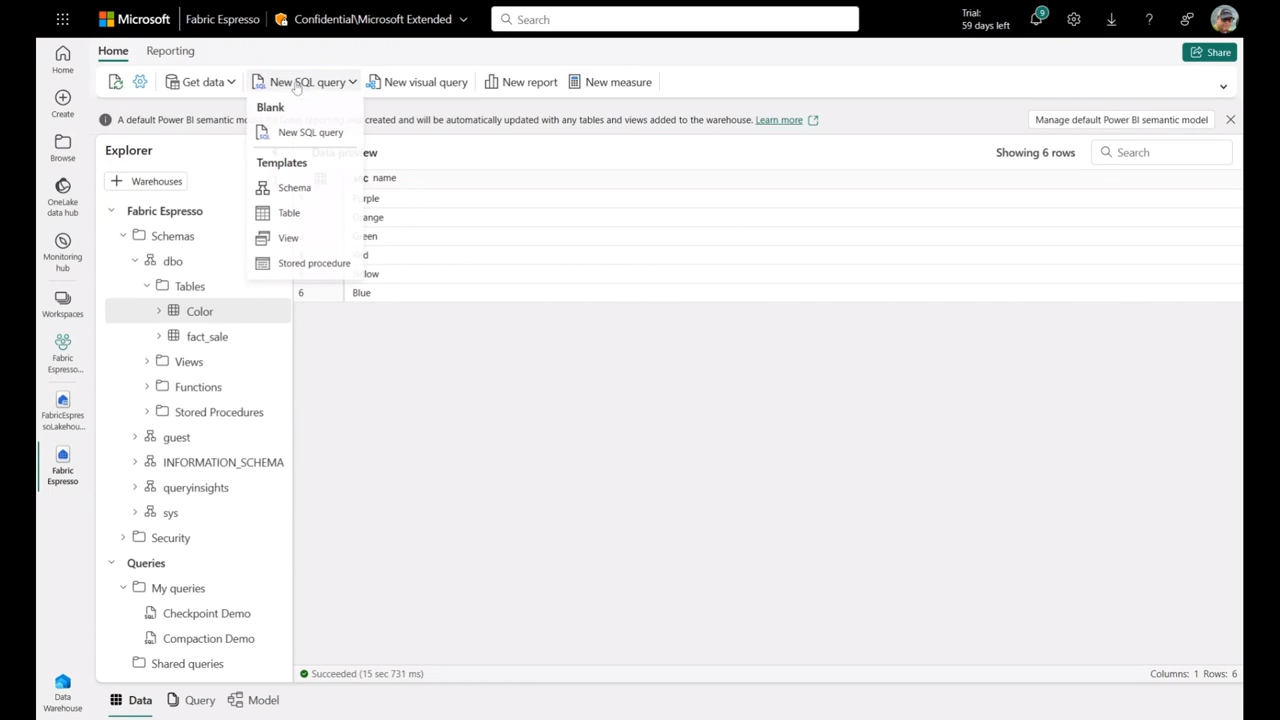 Microsoft Fabric Espresso Confidential\Microsoft Extended Search Trial: 59 days left 9
Home Reporting Share
Get data New SQL query New visual query New report New measure
Blank
A default Power BI semantic created and will be automatically updated with any tables and views added to the warehouse. Learn more Manage default Power BI semantic model
New SQL query
Templates
Schema
Table
View
Stored procedure
Home
Create
Browse
OneLake data hub
Monitoring hub
Workspaces
Fabric Espresso...
FabricEspresoLakehou...
Fabric Espresso
Data Warehouse
Explorer
Warehouses
Fabric Espresso
Schemas
dbo
Tables
Color
fact_sale
Views
Functions
Stored Procedures
guest
INFORMATION_SCHEMA
queryinsights
sys
Security
Queries
My queries
Checkpoint Demo
Compaction Demo
Shared queries
Data preview Showing 6 rows Search
name
6 Blue
Succeeded (15 sec 731 ms) Columns: 1 Rows: 6
Data Query Model